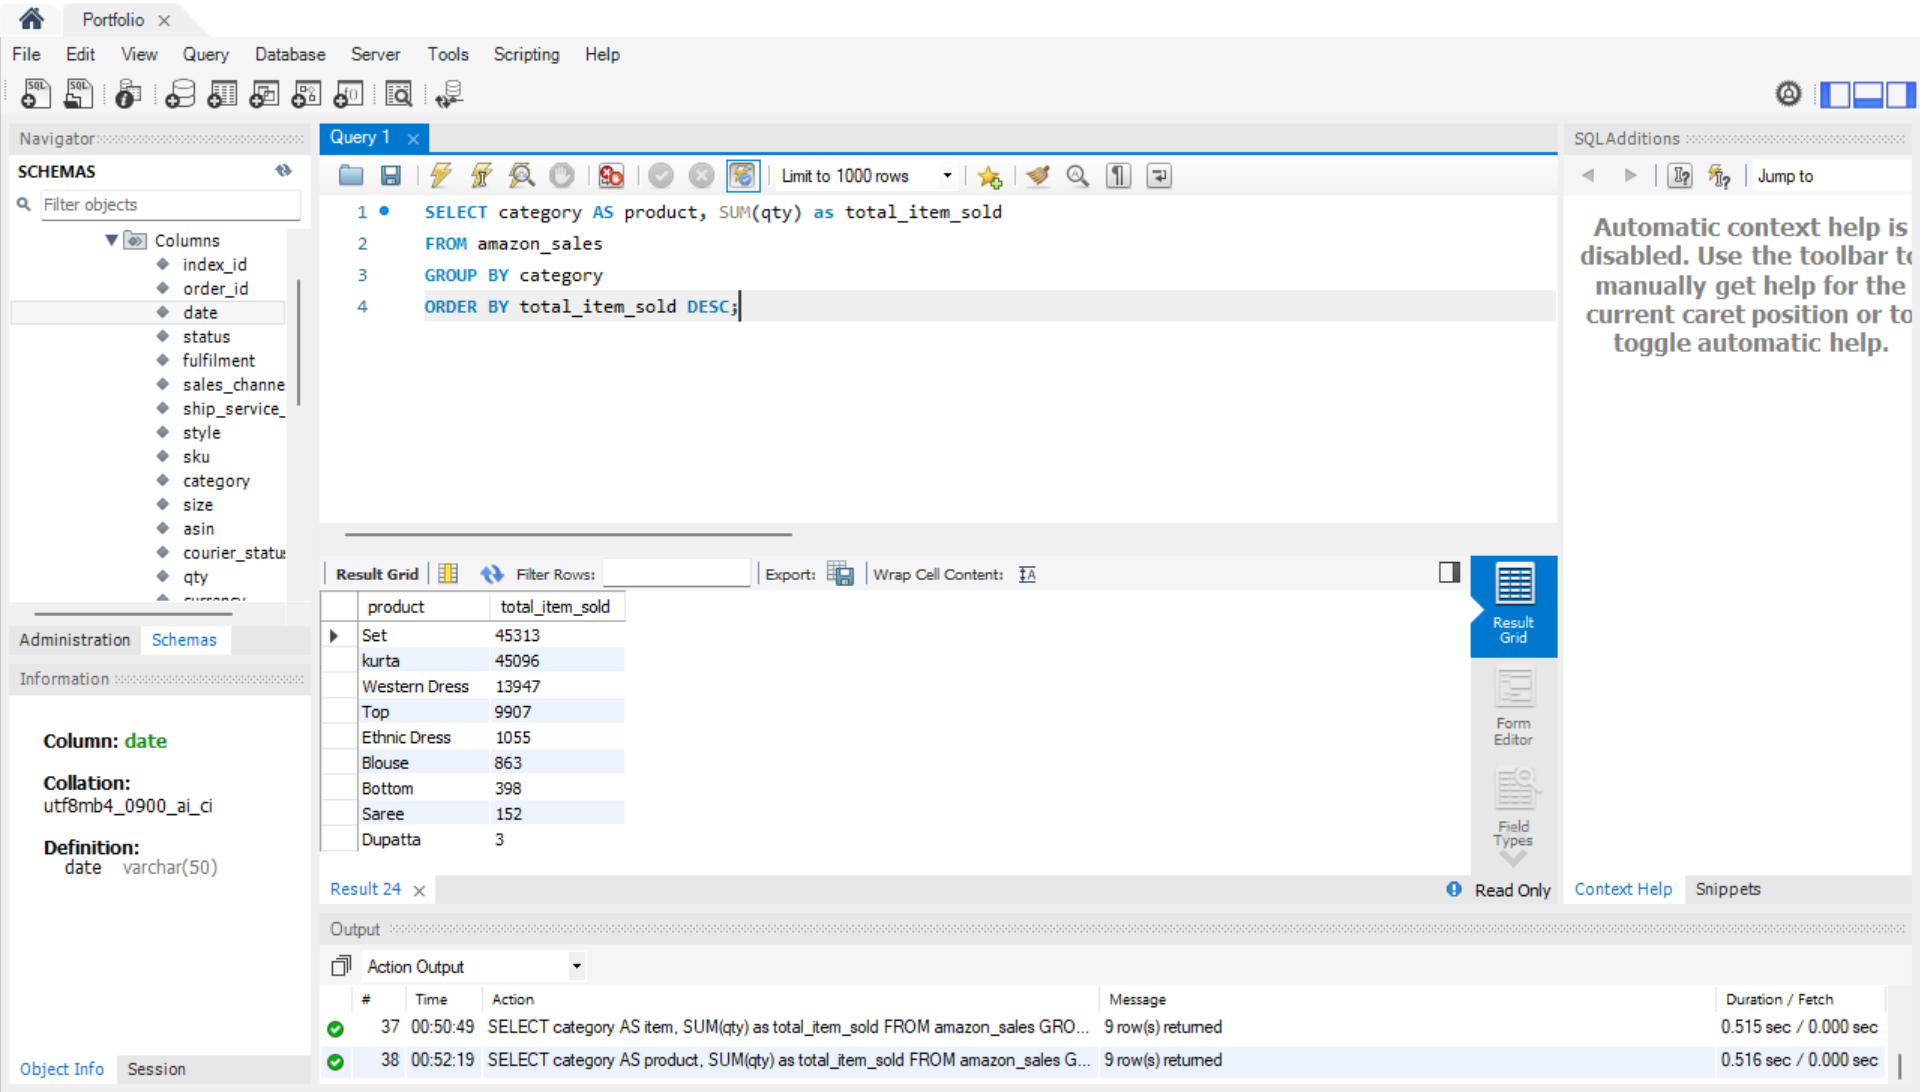 Portfolio
File Edit View Query Database Server Tools Scripting Help
Navigator
SCHEMAS
Filter objects
Columns
index_id
order_id
date
status
fulfilment
sales_channe
ship_service_
style
sku
category
size
asin
courier_statu
qty
currency
Administration Schemas
Information
Column: date
Collation:
utf8mb4_0900_ai_ci
Definition:
date varchar(50)
Object Info Session
Query 1
Limit to 1000 rows
1 SELECT category AS product, SUM(qty) as total_item_sold
2 FROM amazon_sales
3 GROUP BY category
4 ORDER BY total_item_sold DESC;
Result Grid Filter Rows: Export: Wrap Cell Content:
product total_item_sold
Set 45313
kurta 45096
Western Dress 13947
Top 9907
Ethnic Dress 1055
Blouse 863
Bottom 398
Saree 152
Dupatta 3
Result
Grid
Form
Editor
Field
Types
Result 24
Read Only
SQLAdditions
Jump to
Automatic context help is
disabled. Use the toolbar to
manually get help for the
current caret position or to
toggle automatic help.
Context Help Snippets
Output
Action Output
# Time Action Message Duration / Fetch
37 00:50:49 SELECT category AS item, SUM(qty) as total_item_sold FROM amazon_sales GRO... 9 row(s) returned 0.515 sec / 0.000 sec
38 00:52:19 SELECT category AS product, SUM(qty) as total_item_sold FROM amazon_sales G... 9 row(s) returned 0.516 sec / 0.000 sec